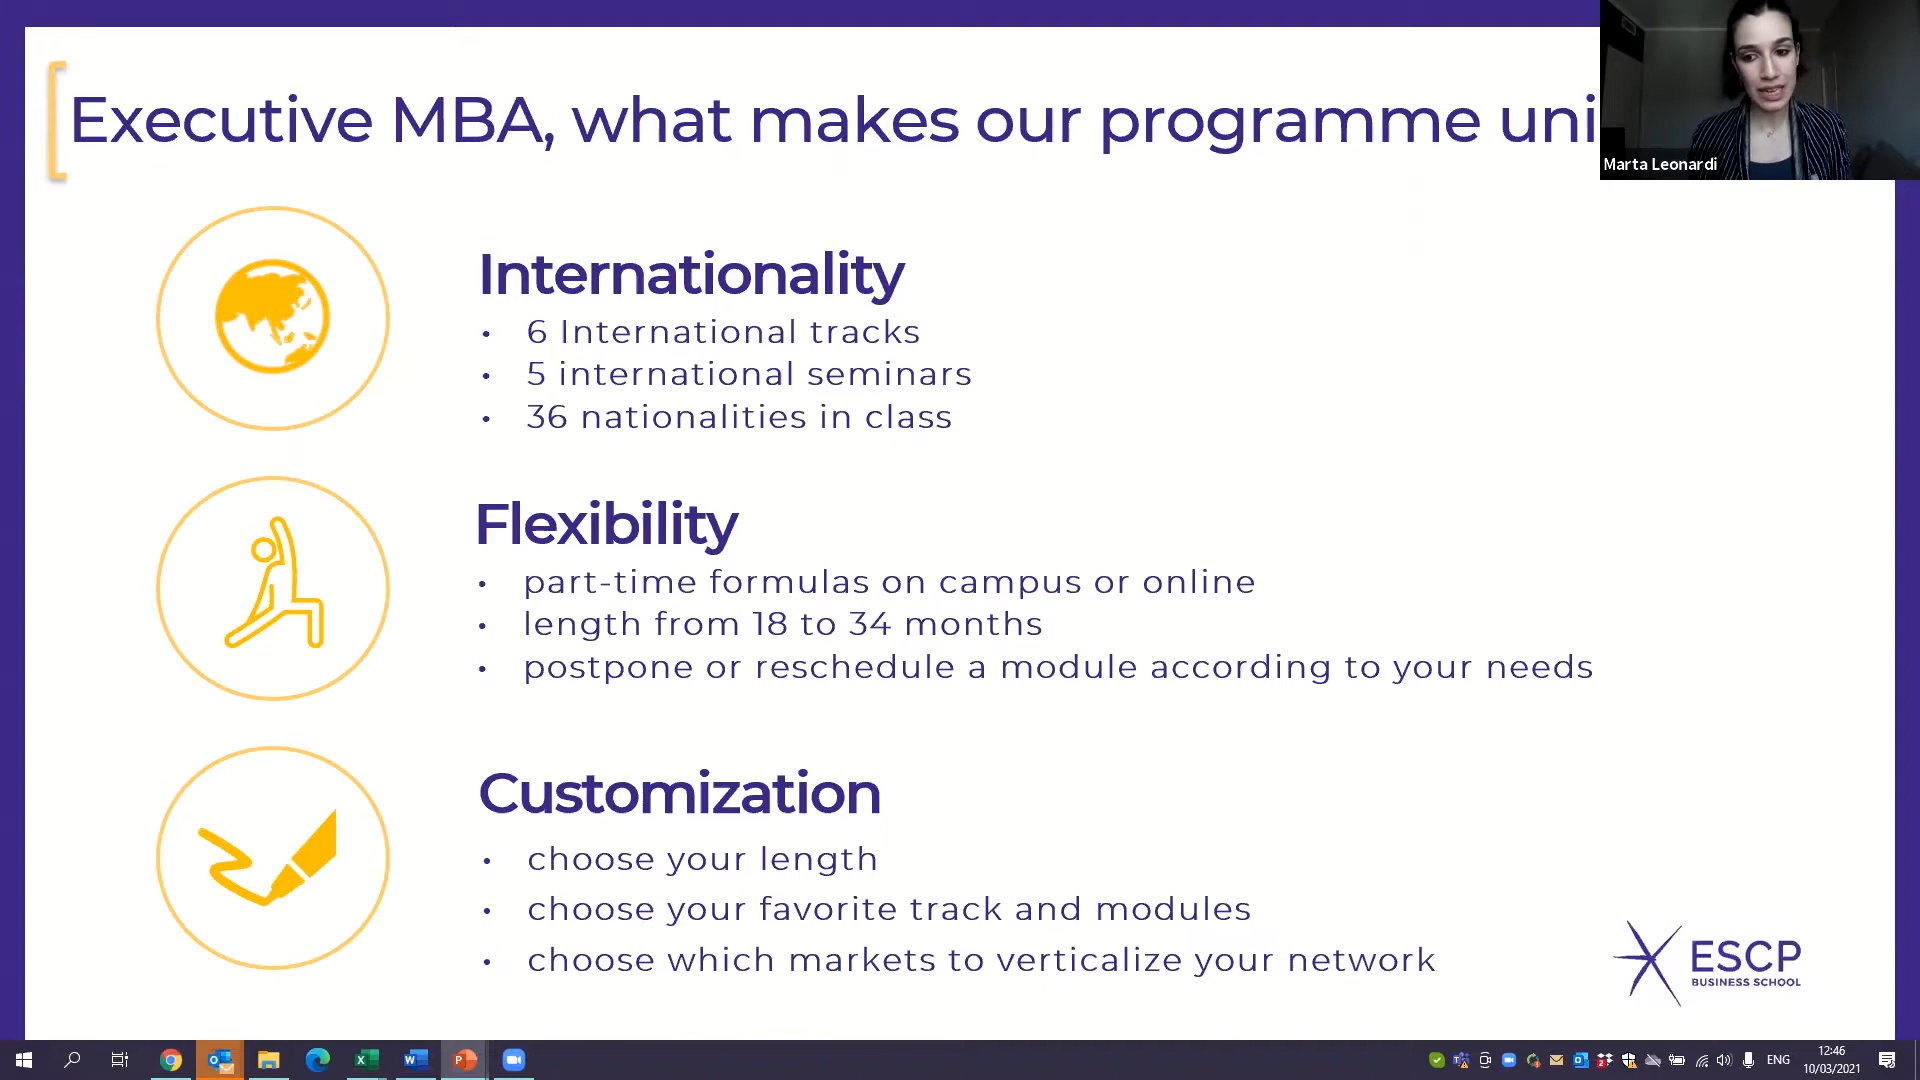 Executive MBA, what makes our programme uni
Marta Leonardi
Internationality
• 6 International tracks
• 5 international seminars
• 36 nationalities in class
Flexibility
• part-time formulas on campus or online
• length from 18 to 34 months
• postpone or reschedule a module according to your needs
Customization
• choose your length
• choose your favorite track and modules
• choose which markets to verticalize your network
ESCP
BUSINESS SCHOOL
ENG
12:46
10/03/2021